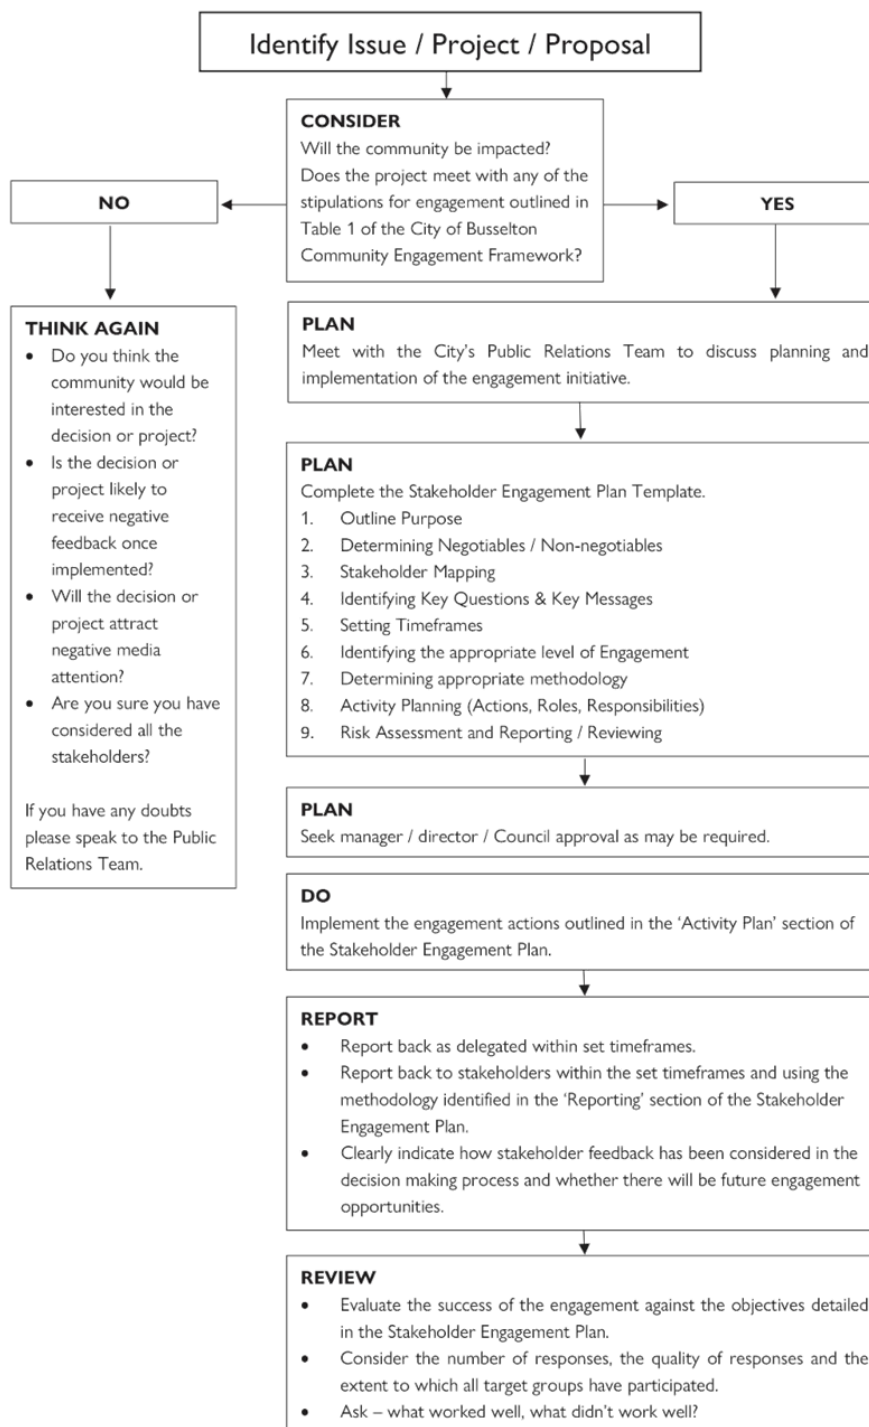 Identify Issue / Project / Proposal
CONSIDER
Will the community be impacted?
Does the project meet with any of the
stipulations for engagement outlined in
Table 1 of the City of Busselton
Community Engagement Framework?
NO
YES
THINK AGAIN
• Do you think the
community would be
interested in the
decision or project?
• Is the decision or
project likely to
receive negative
feedback once
implemented?
• Will the decision or
project attract
negative media
attention?
• Are you sure you have
considered all the
stakeholders?
If you have any doubts
please speak to the Public
Relations Team.
PLAN
Meet with the City's Public Relations Team to discuss planning and
implementation of the engagement initiative.
PLAN
Complete the Stakeholder Engagement Plan Template.
1. Outline Purpose
2. Determining Negotiables / Non-negotiables
3. Stakeholder Mapping
4. Identifying Key Questions & Key Messages
5. Setting Timeframes
6. Identifying the appropriate level of Engagement
7. Determining appropriate methodology
8. Activity Planning (Actions, Roles, Responsibilities)
9. Risk Assessment and Reporting / Reviewing
PLAN
Seek manager / director / Council approval as may be required.
DO
Implement the engagement actions outlined in the 'Activity Plan' section of
the Stakeholder Engagement Plan.
REPORT
• Report back as delegated within set timeframes.
• Report back to stakeholders within the set timeframes and using the
methodology identified in the 'Reporting' section of the Stakeholder
Engagement Plan.
• Clearly indicate how stakeholder feedback has been considered in the
decision making process and whether there will be future engagement
opportunities.
REVIEW
• Evaluate the success of the engagement against the objectives detailed
in the Stakeholder Engagement Plan.
• Consider the number of responses, the quality of responses and the
extent to which all target groups have participated.
• Ask – what worked well, what didn't work well?